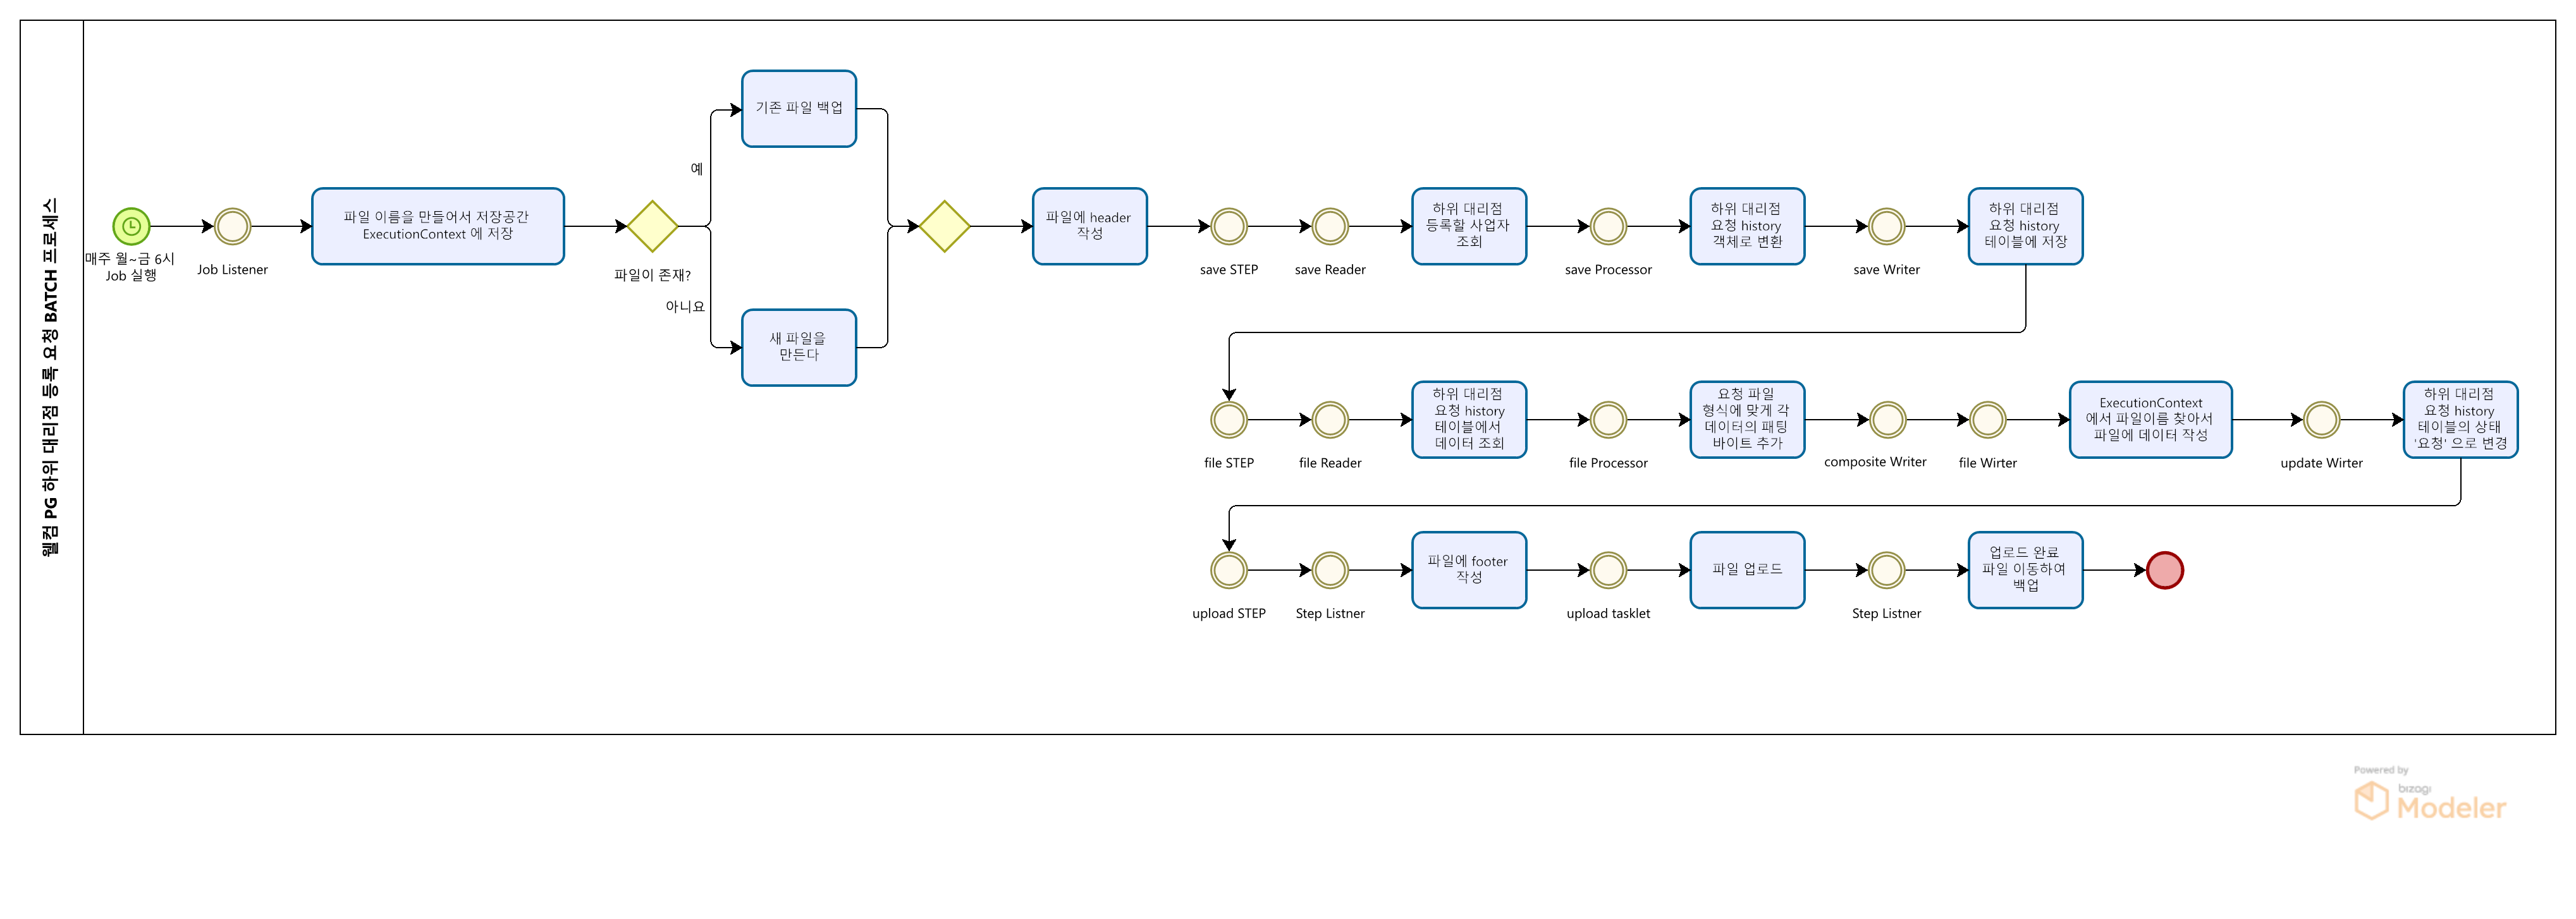 웰컴 PG 하위 대리점 등록 요청 BATCH 프로세스
매주 월~금 6시
Job 실행
Job Listener
파일 이름을 만들어서 저장공간
ExecutionContext 에 저장
파일이 존재?
예
아니요
기존 파일 백업
새 파일을
만든다
파일에 header
작성
save STEP
save Reader
하위 대리점
등록할 사업자
조회
save Processor
하위 대리점
요청 history
객체로 변환
save Writer
하위 대리점
요청 history
테이블에 저장
file STEP
file Reader
하위 대리점
요청 history
테이블에서
데이터 조회
file Processor
요청 파일
형식에 맞게 각
데이터의 패팅
바이트 추가
composite Writer
file Wirter
ExecutionContext
에서 파일이름 찾아서
파일에 데이터 작성
update Wirter
하위 대리점
요청 history
테이블의 상태
'요청' 으로 변경
upload STEP
Step Listner
파일에 footer
작성
upload tasklet
파일 업로드
Step Listner
업로드 완료
파일 이동하여
백업
Powered by
bizagi
Modeler